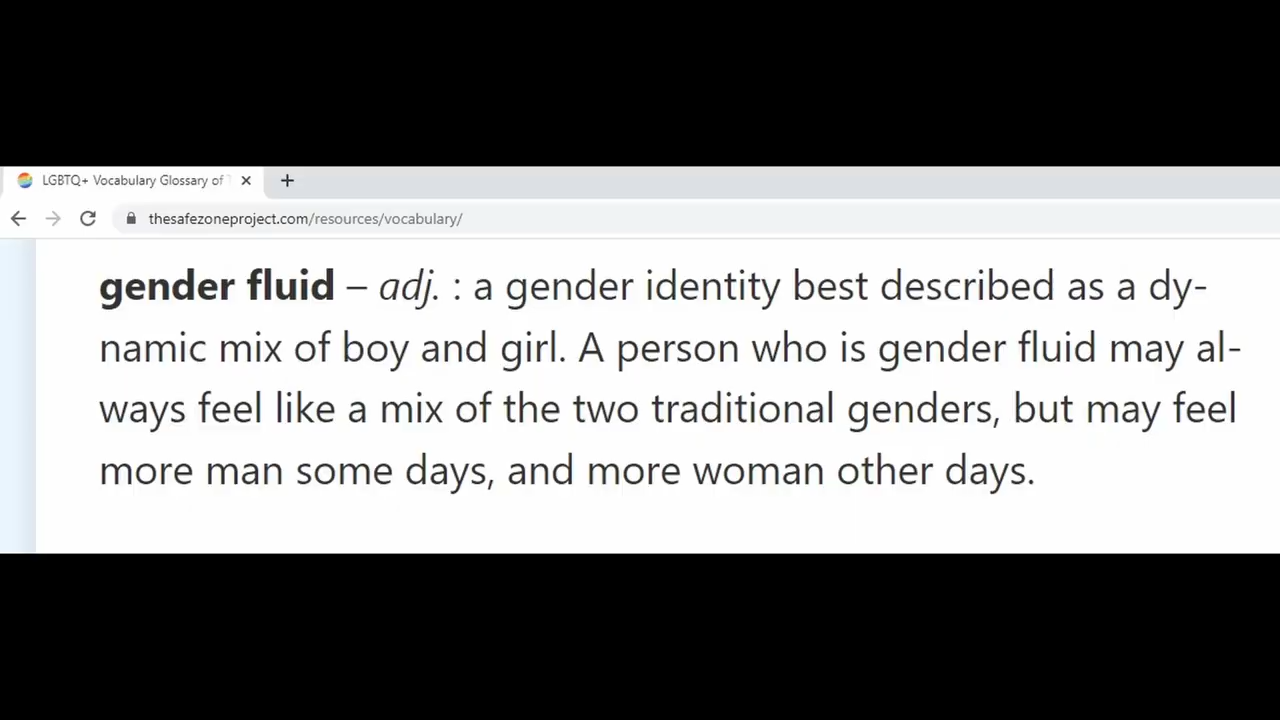 LGBTQ+ Vocabulary Glossary of
thesafezoneproject.com/resources/vocabulary/
gender fluid – adj. : a gender identity best described as a dy-
namic mix of boy and girl. A person who is gender fluid may al-
ways feel like a mix of the two traditional genders, but may feel
more man some days, and more woman other days.